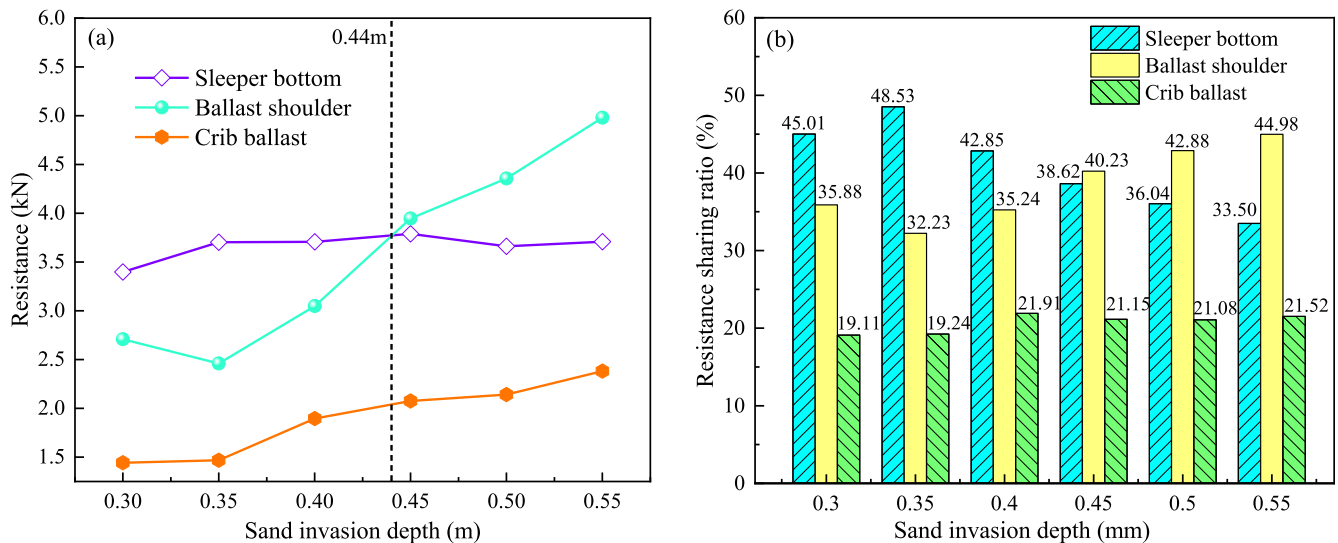 (a)
0.44m
Sleeper bottom
Ballast shoulder
Crib ballast
Resistance (kN)
6.0
5.5
5.0
4.5
4.0
3.5
3.0
2.5
2.0
1.5
0.30 0.35 0.40 0.45 0.50 0.55
Sand invasion depth (m)
(b)
Sleeper bottom
Ballast shoulder
Crib ballast
Resistance sharing ratio (%)
60
50
40
30
20
10
0
45.01 35.88 19.11
48.53 32.23 19.24
42.85 35.24 21.91
38.62 40.23 21.15
36.04 42.88 21.08
33.50 44.98 21.52
0.3 0.35 0.4 0.45 0.5 0.55
Sand invasion depth (mm)